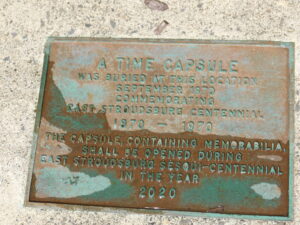 A TIME CAPSULE
WAS BURIED AT THIS LOCATION
SEPTEMBER 1970
COMMEMORATING
EAST STROUDSBURG CENTENNIAL
1870 — 1970
THE CAPSULE, CONTAINING MEMORABILIA,
SHALL BE OPENED DURING
EAST STROUDSBURG SESQUI-CENTENNIAL
IN THE YEAR
2020